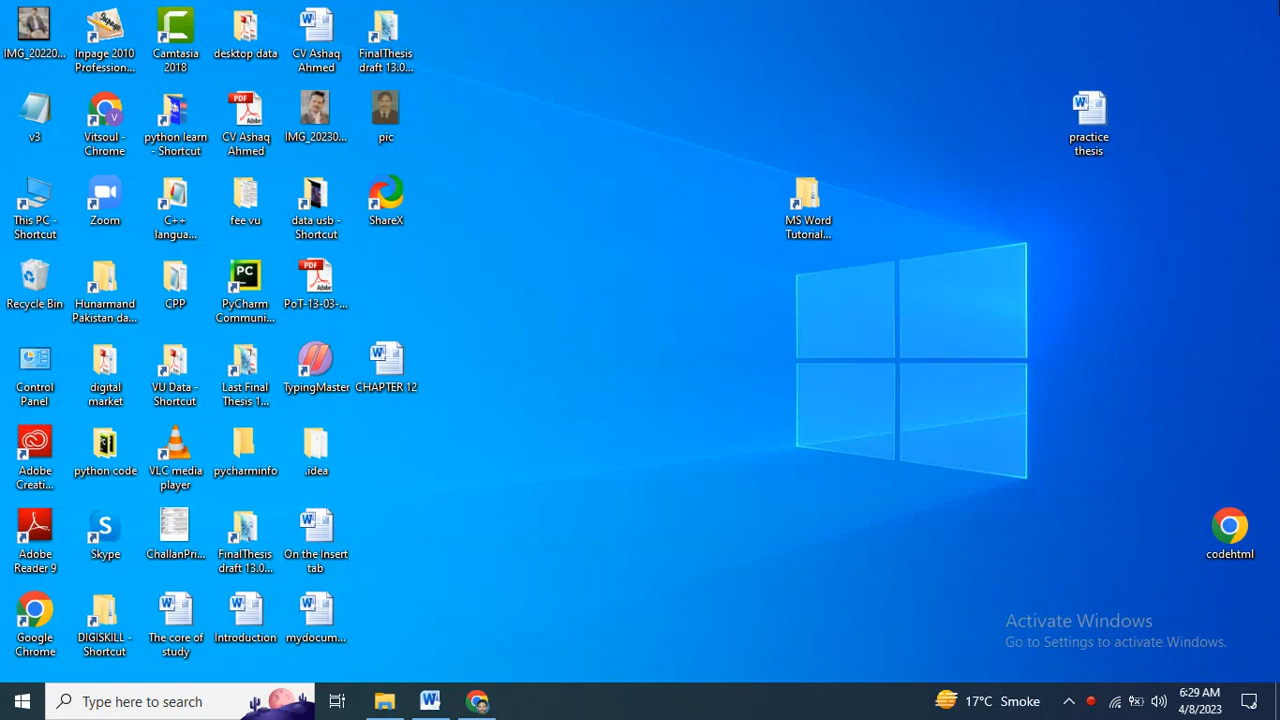 IMG_20220...
Inpage 2010
Profession...
Camtasia
2018
desktop data
CV Ashaq
Ahmed
FinalThesis
draft 13.0...
v3
Vitsoul -
Chrome
python learn
- Shortcut
CV Ashaq
Ahmed
IMG_20230...
pic
practice
thesis
This PC -
Shortcut
Zoom
C++
langua...
fee vu
data usb -
Shortcut
ShareX
MS Word
Tutorial...
Recycle Bin
Hunarmand
Pakistan da...
CPP
PyCharm
Communi...
PoT-13-03-...
Control
Panel
digital
market
VU Data -
Shortcut
Last Final
Thesis 1...
TypingMaster
CHAPTER 12
Adobe
Creati...
python code
VLC media
player
pycharminfo
.idea
Adobe
Reader 9
Skype
ChallanPri...
FinalThesis
draft 13.0...
On the Insert
tab
codehtml
Google
Chrome
DIGISKILL -
Shortcut
The core of
study
Introduction
mydocum...
Activate Windows
Go to Settings to activate Windows.
Type here to search
17°C Smoke
6:29 AM
4/8/2023